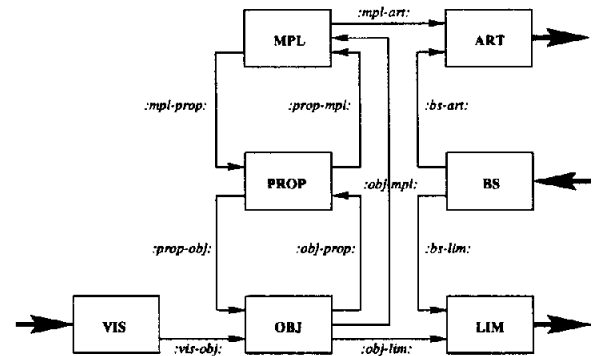 :mpl-art:
MPL
ART
:mpl-prop:
:prop-mpl:
:bs-art:
PROP
:obj-mpl:
BS
:prop-obj:
:obj-prop:
:bs-lim:
VIS
OBJ
LIM
:vis-obj:
:obj-lim: